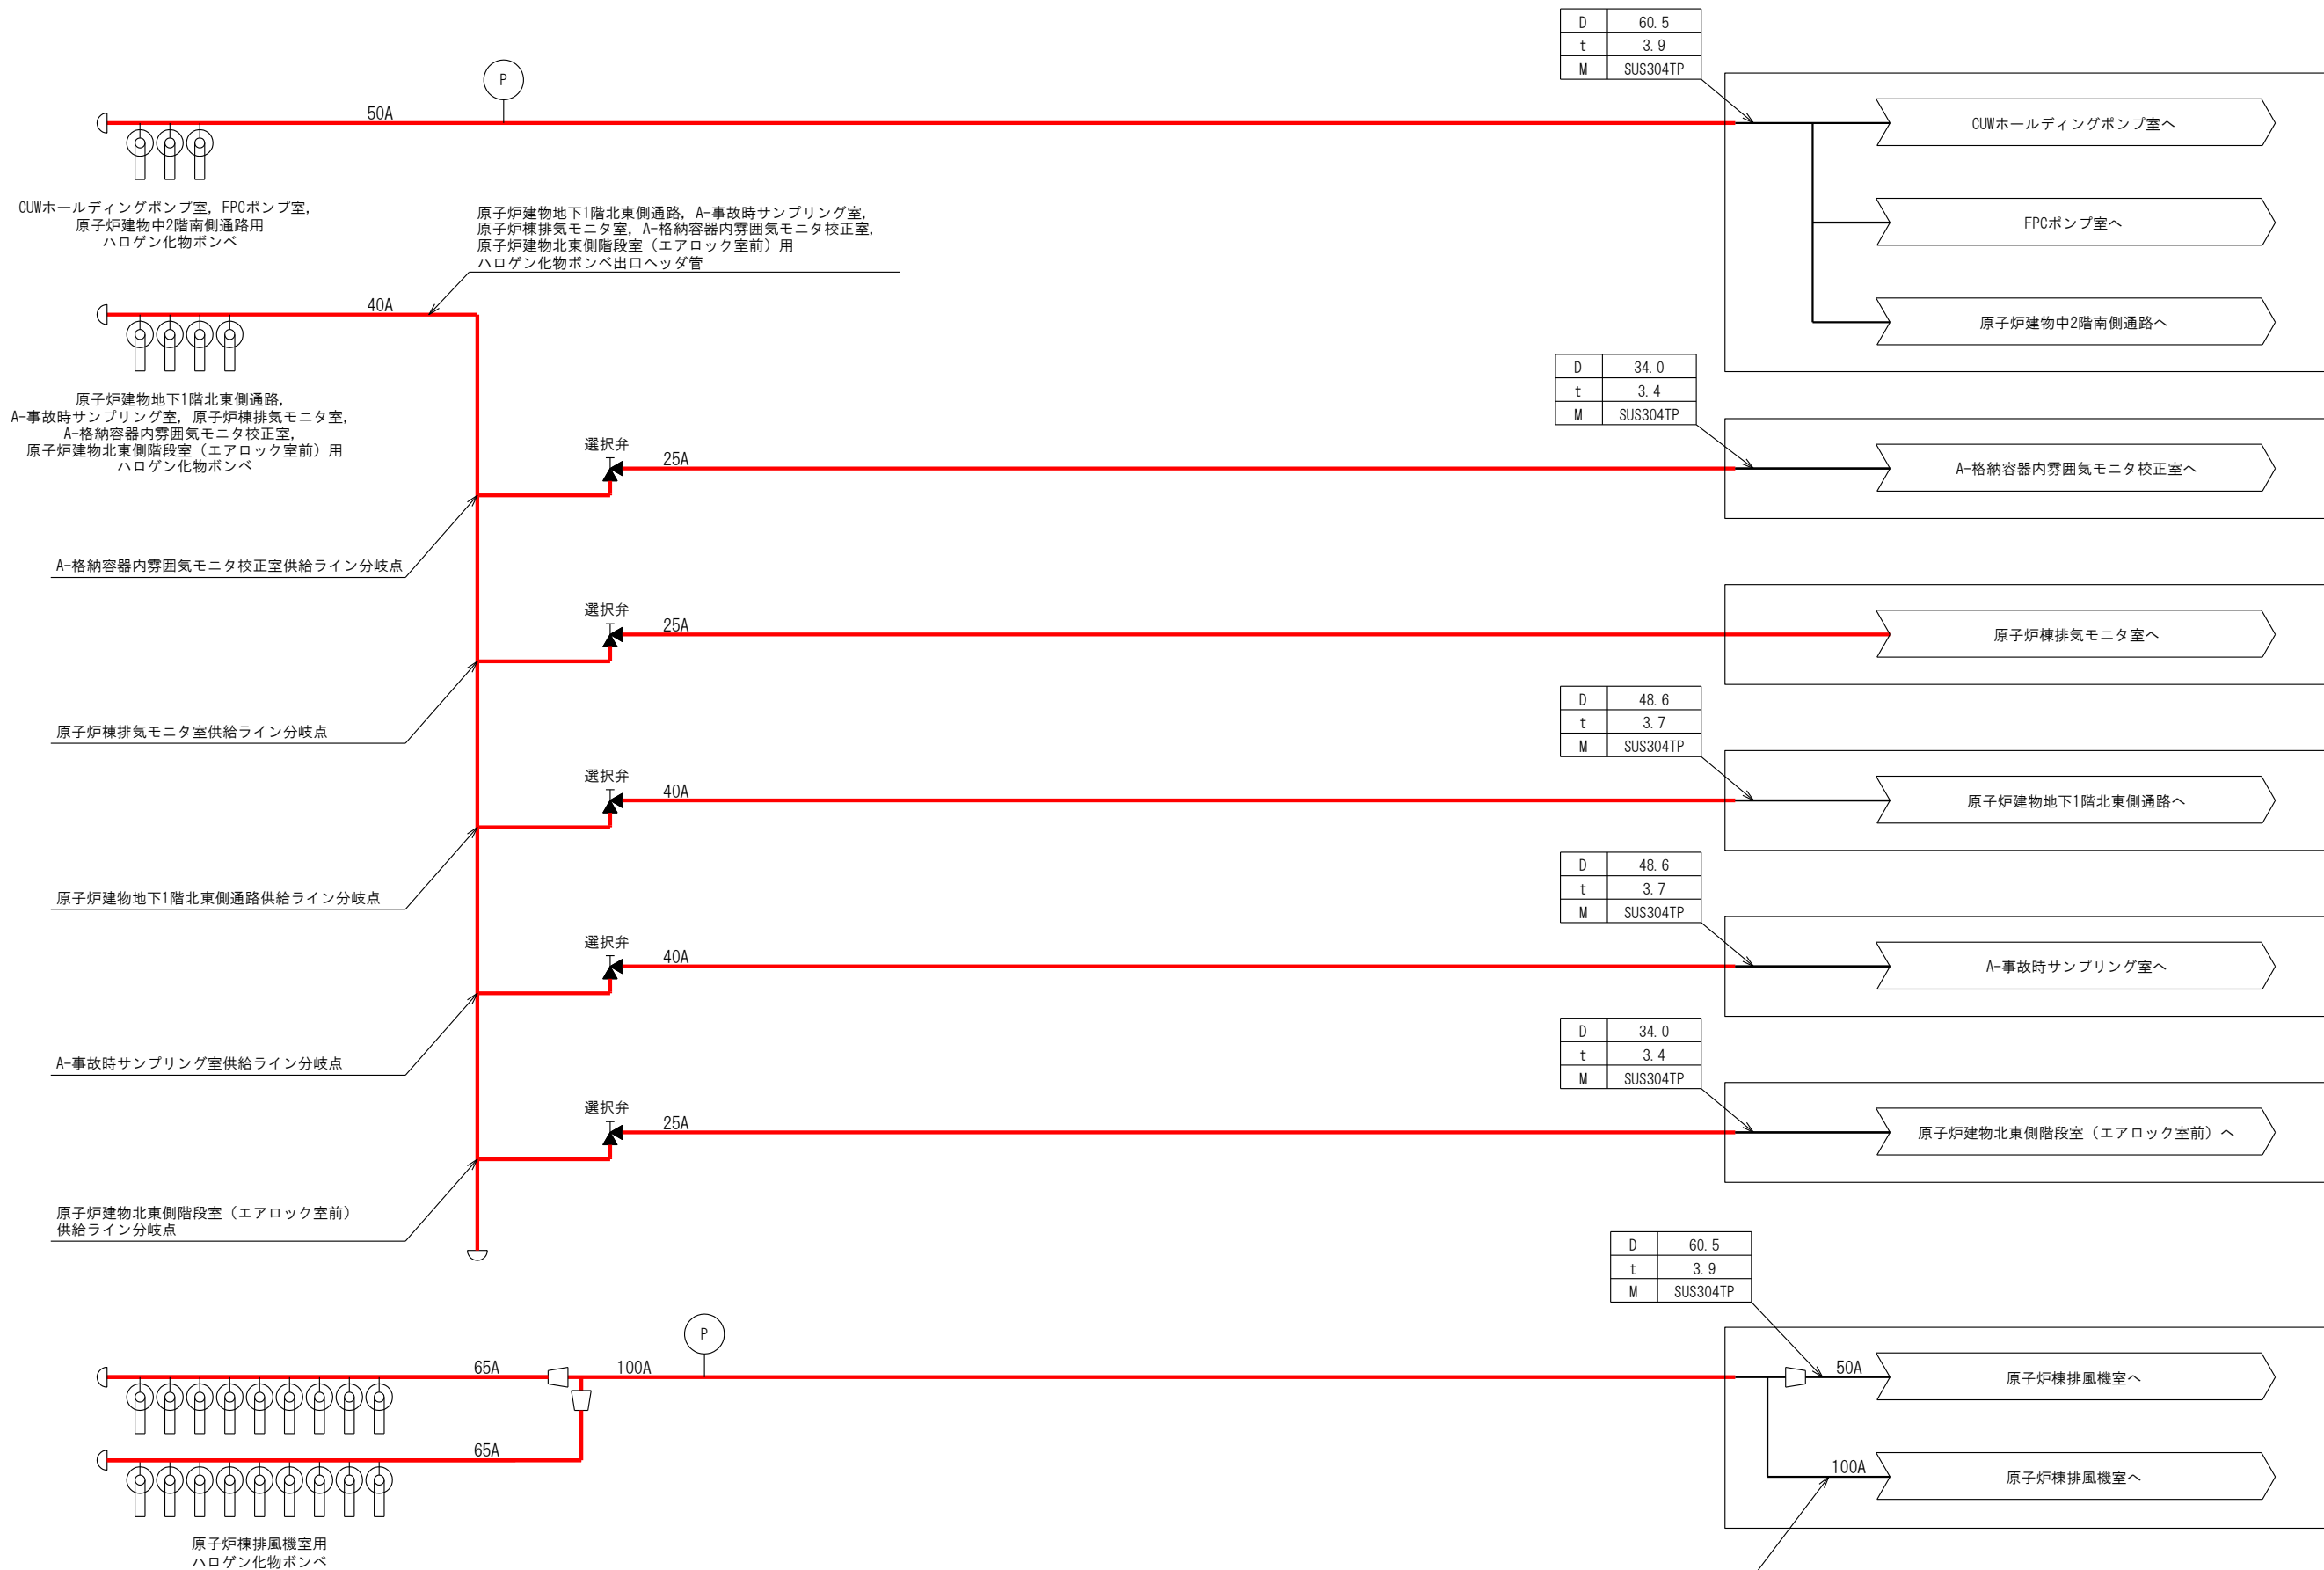 D 60.5
t 3.9
M SUS304TP
P
50A
CUWホールディングポンプ室へ
CUWホールディングポンプ室, FPCポンプ室,
原子炉建物中2階南側通路用
ハロゲン化物ボンベ
原子炉建物地下1階北東側通路, A-事故時サンプリング室,
原子炉棟排気モニタ室, A-格納容器内雰囲気モニタ校正室,
原子炉建物北東側階段室（エアロック室前）用
ハロゲン化物ボンベ出口ヘッダ管
FPCポンプ室へ
40A
原子炉建物中2階南側通路へ
D 34.0
t 3.4
M SUS304TP
原子炉建物地下1階北東側通路,
A-事故時サンプリング室, 原子炉棟排気モニタ室,
A-格納容器内雰囲気モニタ校正室,
原子炉建物北東側階段室（エアロック室前）用
ハロゲン化物ボンベ
選択弁
25A
A-格納容器内雰囲気モニタ校正室へ
A-格納容器内雰囲気モニタ校正室供給ライン分岐点
選択弁
25A
原子炉棟排気モニタ室へ
原子炉棟排気モニタ室供給ライン分岐点
D 48.6
t 3.7
M SUS304TP
選択弁
40A
原子炉建物地下1階北東側通路へ
原子炉建物地下1階北東側通路供給ライン分岐点
D 48.6
t 3.7
M SUS304TP
選択弁
40A
A-事故時サンプリング室へ
A-事故時サンプリング室供給ライン分岐点
D 34.0
t 3.4
M SUS304TP
選択弁
25A
原子炉建物北東側階段室（エアロック室前）へ
原子炉建物北東側階段室（エアロック室前）
供給ライン分岐点
D 60.5
t 3.9
M SUS304TP
P
65A
100A
50A
原子炉棟排風機室へ
65A
100A
原子炉棟排風機室へ
原子炉棟排風機室用
ハロゲン化物ボンベ